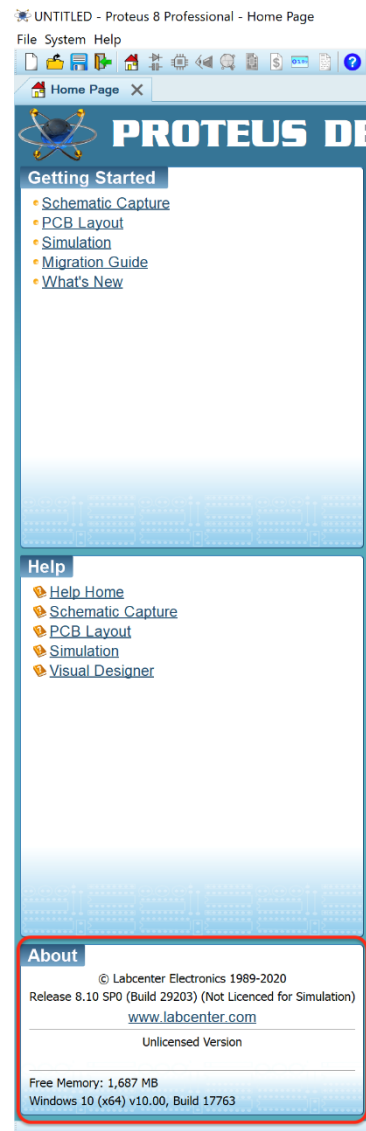 UNTITLED - Proteus 8 Professional - Home Page
File System Help
Home Page
PROTEUS DE
Getting Started
Schematic Capture
PCB Layout
Simulation
Migration Guide
What's New
Help
Help Home
Schematic Capture
PCB Layout
Simulation
Visual Designer
About
© Labcenter Electronics 1989-2020
Release 8.10 SP0 (Build 29203) (Not Licenced for Simulation)
www.labcenter.com
Unlicensed Version
Free Memory: 1,687 MB
Windows 10 (x64) v10.00, Build 17763